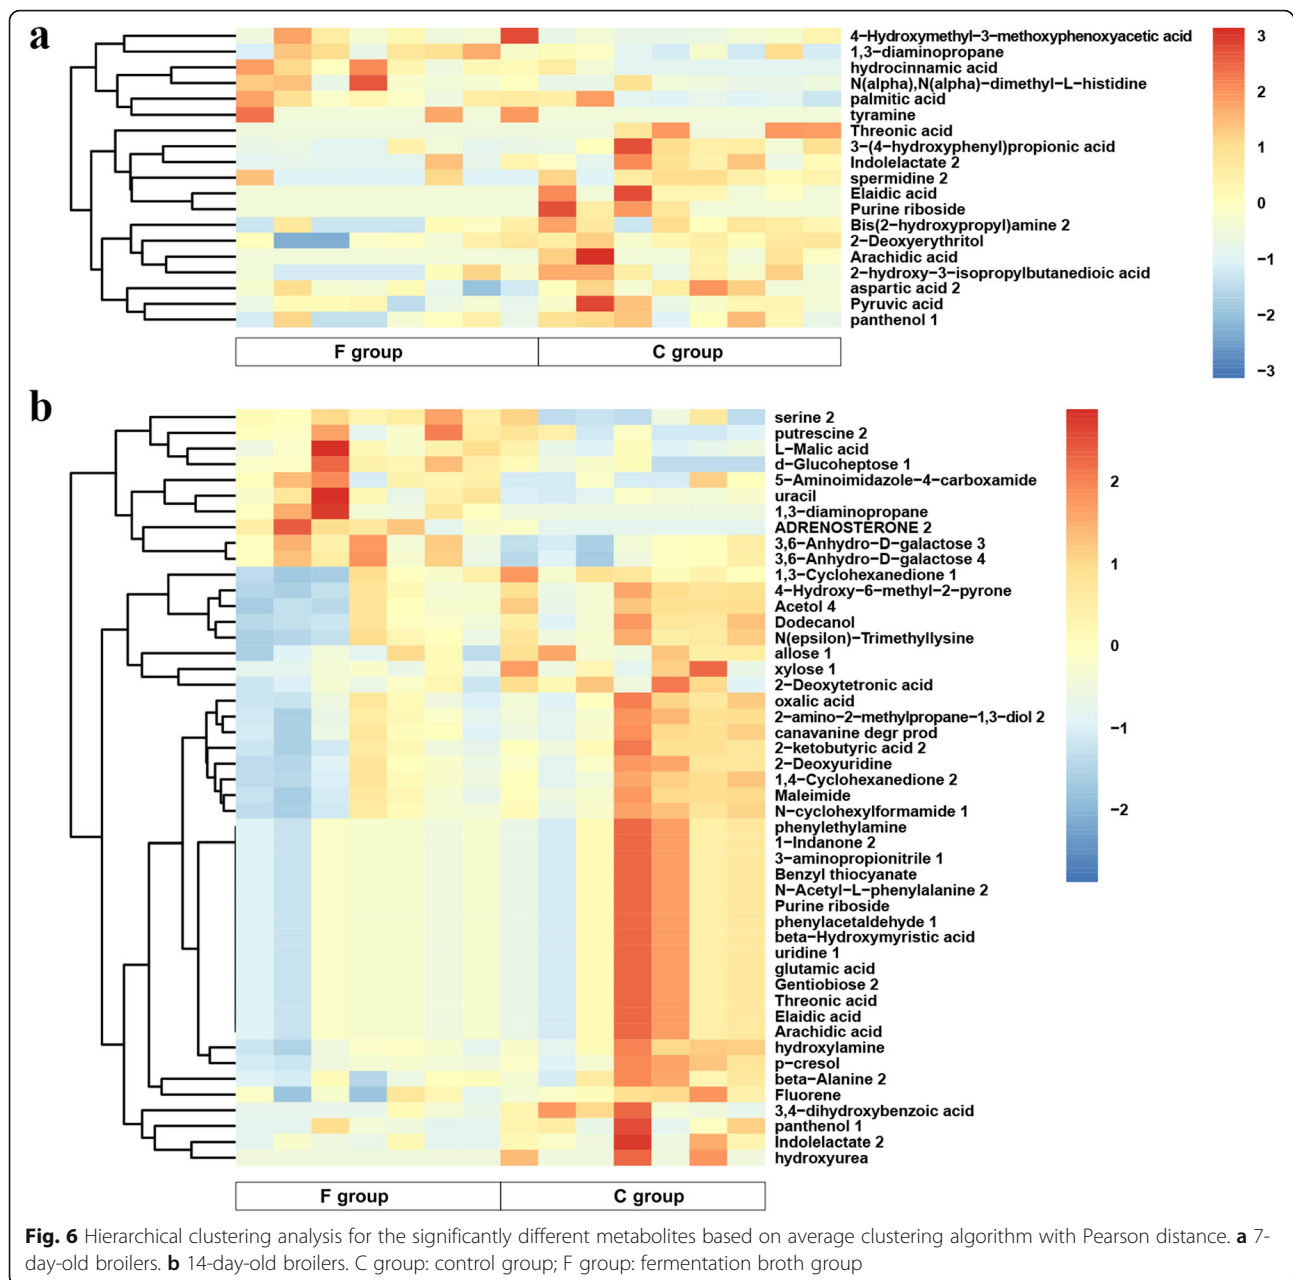 a
4-Hydroxymethyl-3-methoxyphenoxyacetic acid
1,3-diaminopropane
hydrocinnamic acid
N(alpha),N(alpha)-dimethyl-L-histidine
palmitic acid
tyramine
Threonic acid
3-(4-hydroxyphenyl)propionic acid
Indolelactate 2
spermidine 2
Elaidic acid
Purine riboside
Bis(2-hydroxypropyl)amine 2
2-Deoxyerythritol
Arachidic acid
2-hydroxy-3-isopropylbutanedioic acid
aspartic acid 2
Pyruvic acid
panthenol 1
3
2
1
0
-1
-2
-3
F group
C group
b
serine 2
putrescine 2
L-Malic acid
d-Glucoheptose 1
5-Aminoimidazole-4-carboxamide
uracil
1,3-diaminopropane
ADRENOSTERONE 2
3,6-Anhydro-D-galactose 3
3,6-Anhydro-D-galactose 4
1,3-Cyclohexanedione 1
4-Hydroxy-6-methyl-2-pyrone
Acetol 4
Dodecanol
N(epsilon)-Trimethyllysine
allose 1
xylose 1
2-Deoxytetronic acid
oxalic acid
2-amino-2-methylpropane-1,3-diol 2
canavanine degr prod
2-ketobutyric acid 2
2-Deoxyuridine
1,4-Cyclohexanedione 2
Maleimide
N-cyclohexylformamide 1
phenylethylamine
1-Indanone 2
3-aminopropionitrile 1
Benzyl thiocyanate
N-Acetyl-L-phenylalanine 2
Purine riboside
phenylacetaldehyde 1
beta-Hydroxymyristic acid
uridine 1
glutamic acid
Gentiobiose 2
Threonic acid
Elaidic acid
Arachidic acid
hydroxylamine
p-cresol
beta-Alanine 2
Fluorene
3,4-dihydroxybenzoic acid
panthenol 1
Indolelactate 2
hydroxyurea
2
1
0
-1
-2
F group
C group
Fig. 6 Hierarchical clustering analysis for the significantly different metabolites based on average clustering algorithm with Pearson distance. a 7-
day-old broilers. b 14-day-old broilers. C group: control group; F group: fermentation broth group